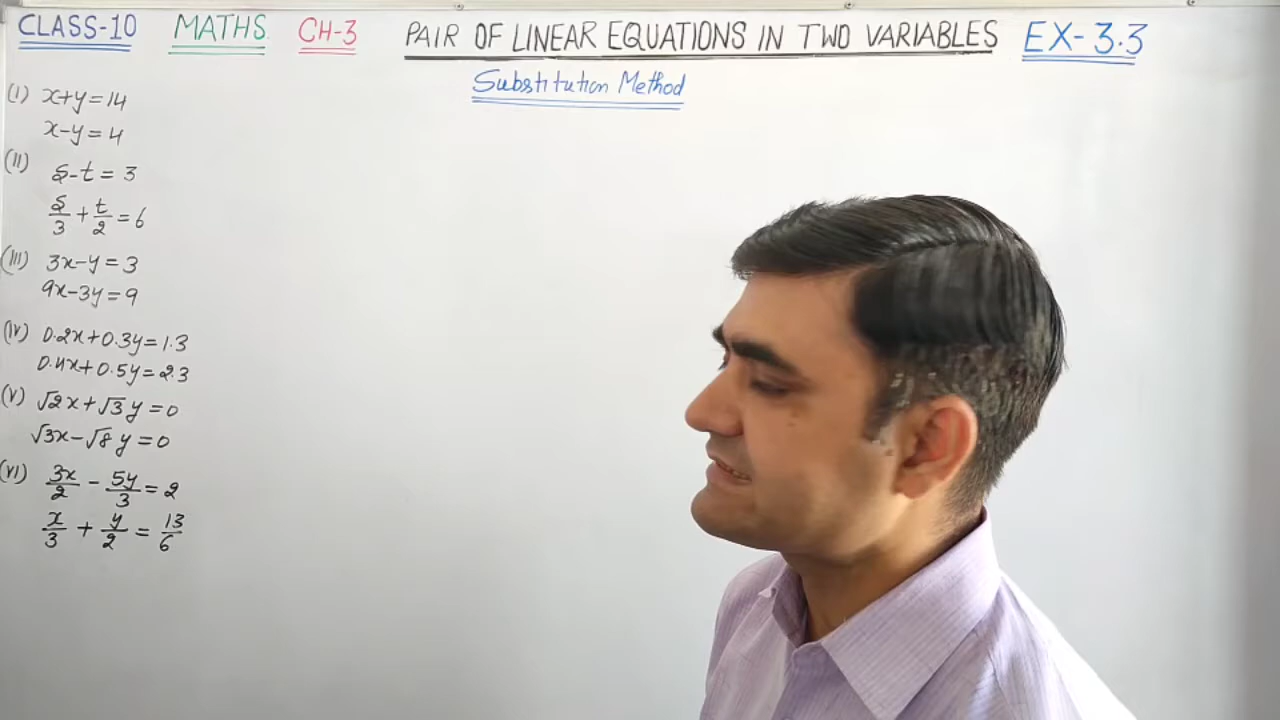 CLASS-10 MATHS CH-3 PAIR OF LINEAR EQUATIONS IN TWO VARIABLES EX-3.3
Substitution Method
(I) x+y=14
x-y=4
(II) s-t=3
s/3+t/2=6
(III) 3x-y=3
9x-3y=9
(IV) 0.2x+0.3y=1.3
0.4x+0.5y=2.3
(V) √2x+√3y=0
√3x-√8y=0
(VI) 3x/2-5y/3=2
x/3+y/2=13/6